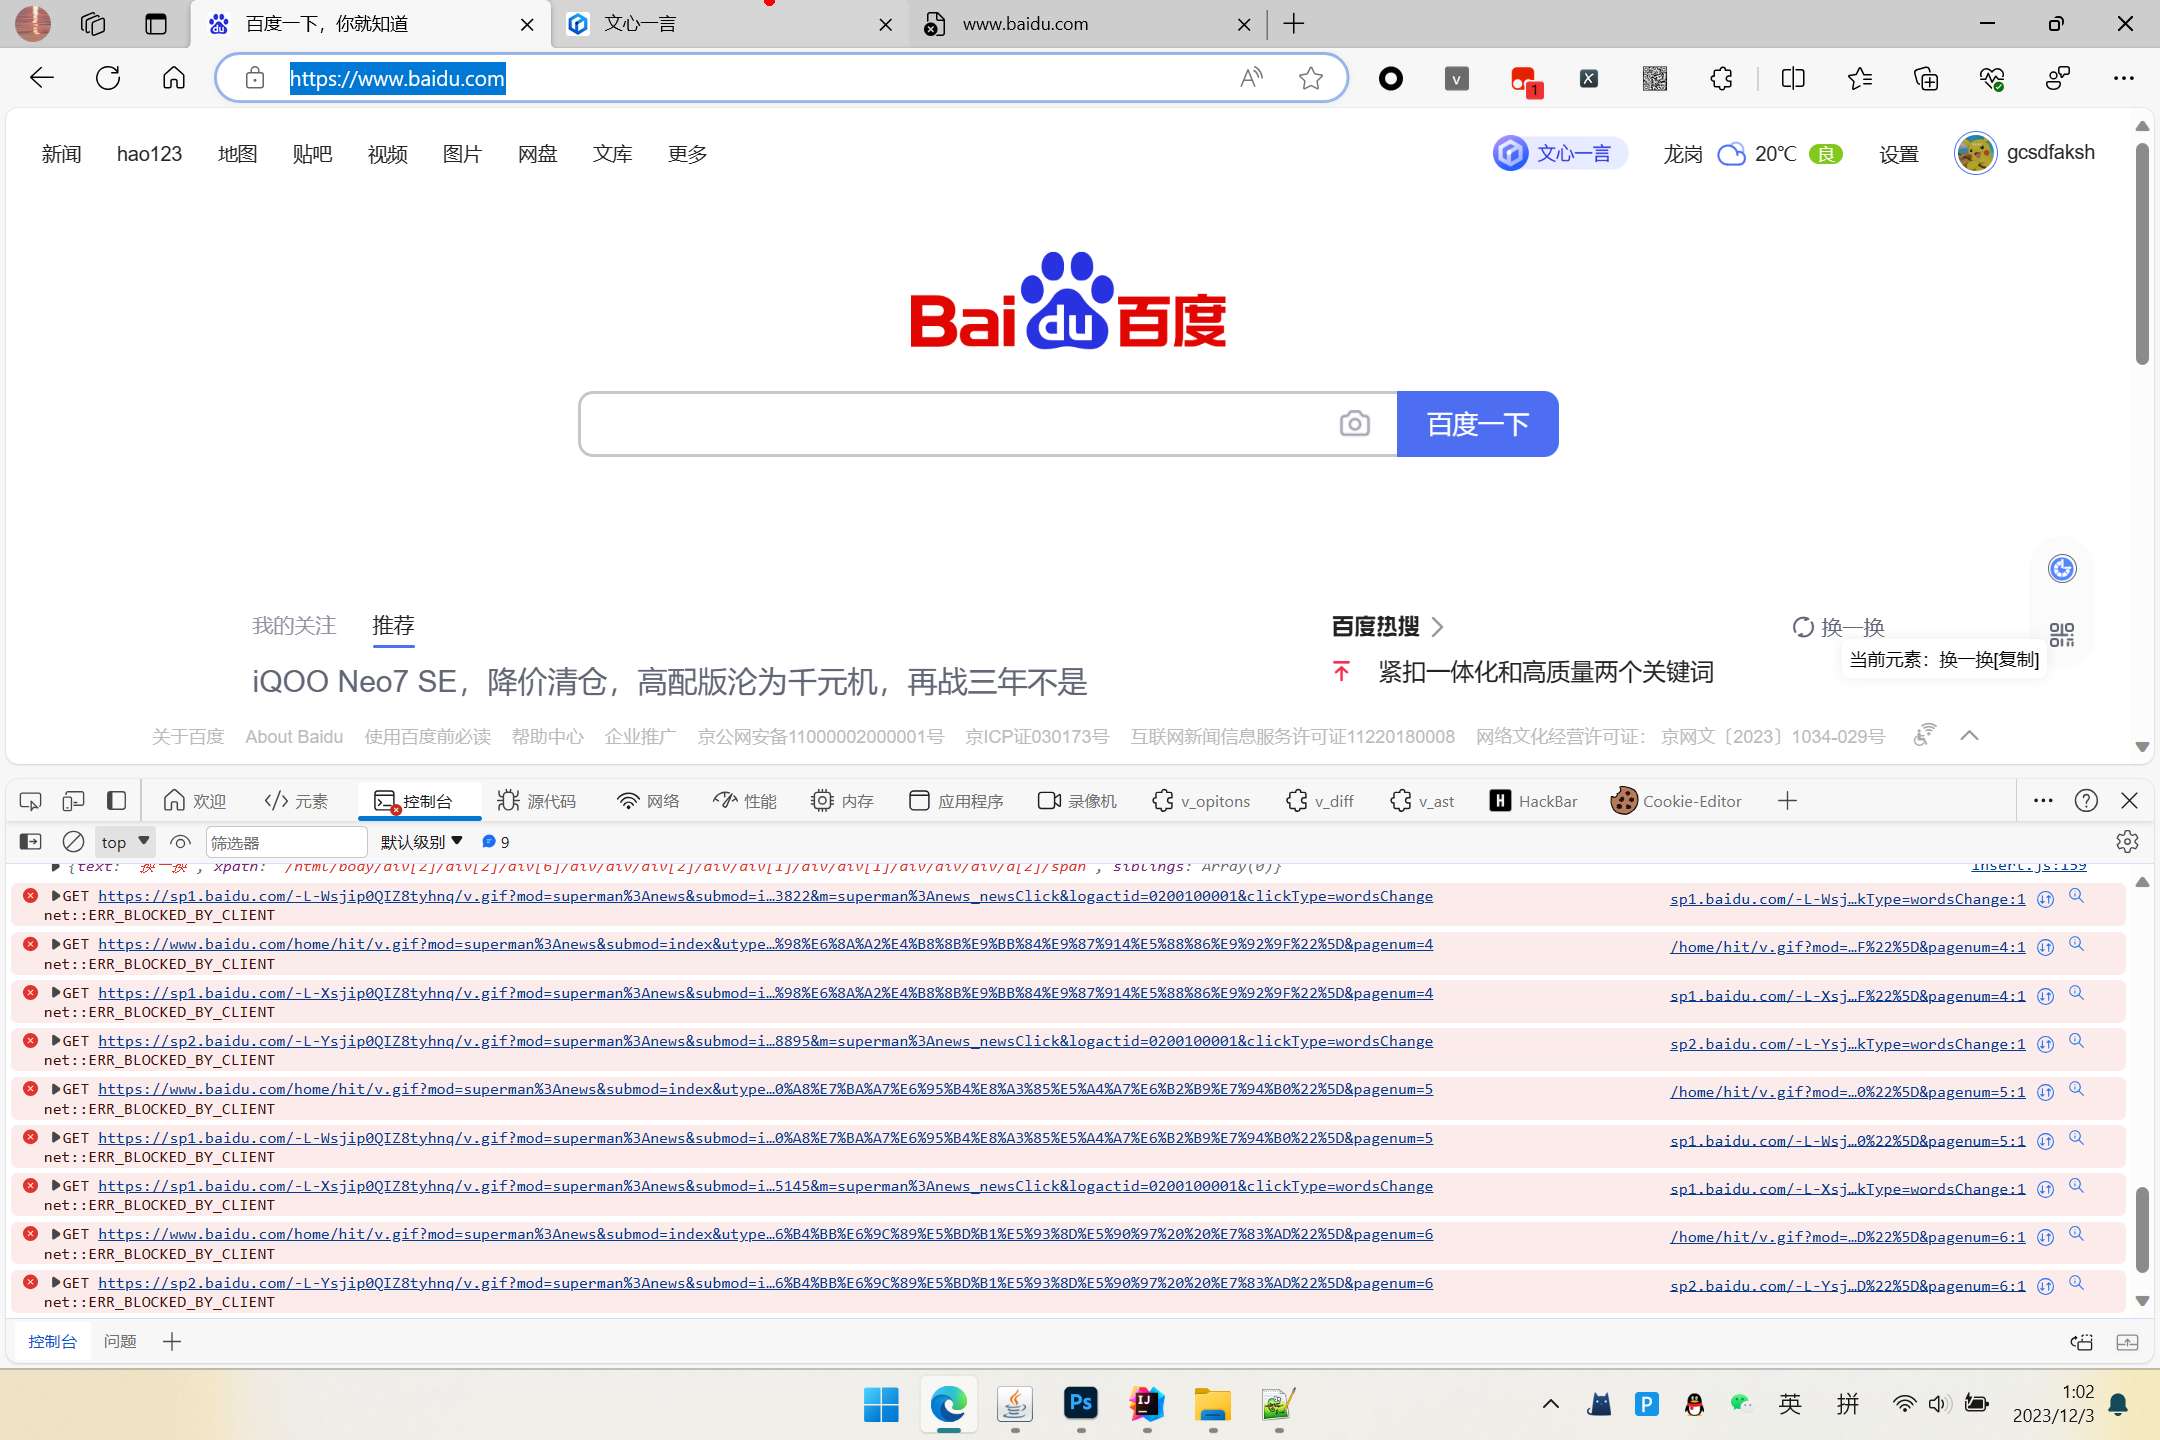 百度一下，你就知道
文心一言
www.baidu.com
https://www.baidu.com
新闻 hao123 地图 贴吧 视频 图片 网盘 文库 更多
文心一言 龙岗 20℃ 良 设置 gcsdfaksh
Bai du 百度
百度一下
我的关注 推荐
百度热搜
换一换
当前元素：换一换[复制]
iQOO Neo7 SE，降价清仓，高配版沦为千元机，再战三年不是
紧扣一体化和高质量两个关键词
关于百度 About Baidu 使用百度前必读 帮助中心 企业推广 京公网安备11000002000001号 京ICP证030173号 互联网新闻信息服务许可证11220180008 网络文化经营许可证： 京网文〔2023〕1034-029号
欢迎 元素 控制台 源代码 网络 性能 内存 应用程序 录像机 v_opitons v_diff v_ast HackBar Cookie-Editor
top 筛选器 默认级别 9
{text: "换一换", xpath: "/html/body/div[2]/div[2]/div[6]/div/div/div[2]/div/div[1]/div/div[1]/div/div/div/a[2]/span", siblings: Array(0)} insert.js:159
GET https://sp1.baidu.com/-L-Wsjip0QIZ8tyhnq/v.gif?mod=superman%3Anews&submod=i…3822&m=superman%3Anews_newsClick&logactid=0200100001&clickType=wordsChange sp1.baidu.com/-L-Wsj…kType=wordsChange:1
net::ERR_BLOCKED_BY_CLIENT
GET https://www.baidu.com/home/hit/v.gif?mod=superman%3Anews&submod=index&utype…%98%E6%8A%A2%E4%B8%8B%E9%BB%84%E9%87%914%E5%88%86%E9%92%9F%22%5D&pagenum=4 /home/hit/v.gif?mod=…F%22%5D&pagenum=4:1
net::ERR_BLOCKED_BY_CLIENT
GET https://sp1.baidu.com/-L-Xsjip0QIZ8tyhnq/v.gif?mod=superman%3Anews&submod=i…%98%E6%8A%A2%E4%B8%8B%E9%BB%84%E9%87%914%E5%88%86%E9%92%9F%22%5D&pagenum=4 sp1.baidu.com/-L-Xsj…F%22%5D&pagenum=4:1
net::ERR_BLOCKED_BY_CLIENT
GET https://sp2.baidu.com/-L-Ysjip0QIZ8tyhnq/v.gif?mod=superman%3Anews&submod=i…8895&m=superman%3Anews_newsClick&logactid=0200100001&clickType=wordsChange sp2.baidu.com/-L-Ysj…kType=wordsChange:1
net::ERR_BLOCKED_BY_CLIENT
GET https://www.baidu.com/home/hit/v.gif?mod=superman%3Anews&submod=index&utype…0%A8%E7%BA%A7%E6%95%B4%E8%A3%85%E5%A4%A7%E6%B2%B9%E7%94%B0%22%5D&pagenum=5 /home/hit/v.gif?mod=…0%22%5D&pagenum=5:1
net::ERR_BLOCKED_BY_CLIENT
GET https://sp1.baidu.com/-L-Wsjip0QIZ8tyhnq/v.gif?mod=superman%3Anews&submod=i…0%A8%E7%BA%A7%E6%95%B4%E8%A3%85%E5%A4%A7%E6%B2%B9%E7%94%B0%22%5D&pagenum=5 sp1.baidu.com/-L-Wsj…0%22%5D&pagenum=5:1
net::ERR_BLOCKED_BY_CLIENT
GET https://sp1.baidu.com/-L-Xsjip0QIZ8tyhnq/v.gif?mod=superman%3Anews&submod=i…5145&m=superman%3Anews_newsClick&logactid=0200100001&clickType=wordsChange sp1.baidu.com/-L-Xsj…kType=wordsChange:1
net::ERR_BLOCKED_BY_CLIENT
GET https://www.baidu.com/home/hit/v.gif?mod=superman%3Anews&submod=index&utype…6%B4%BB%E6%9C%89%E5%BD%B1%E5%93%8D%E5%90%97%20%20%E7%83%AD%22%5D&pagenum=6 /home/hit/v.gif?mod=…D%22%5D&pagenum=6:1
net::ERR_BLOCKED_BY_CLIENT
GET https://sp2.baidu.com/-L-Ysjip0QIZ8tyhnq/v.gif?mod=superman%3Anews&submod=i…6%B4%BB%E6%9C%89%E5%BD%B1%E5%93%8D%E5%90%97%20%20%E7%83%AD%22%5D&pagenum=6 sp2.baidu.com/-L-Ysj…D%22%5D&pagenum=6:1
net::ERR_BLOCKED_BY_CLIENT
控制台 问题
英 拼
1:02
2023/12/3